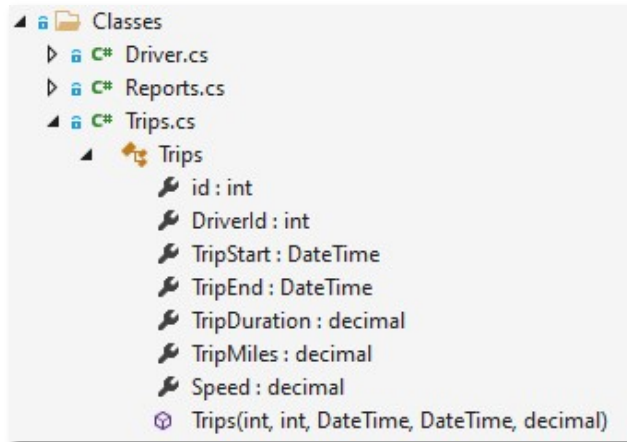 Classes
C# Driver.cs
C# Reports.cs
C# Trips.cs
Trips
id : int
DriverId : int
TripStart : DateTime
TripEnd : DateTime
TripDuration : decimal
TripMiles : decimal
Speed : decimal
Trips(int, int, DateTime, DateTime, decimal)